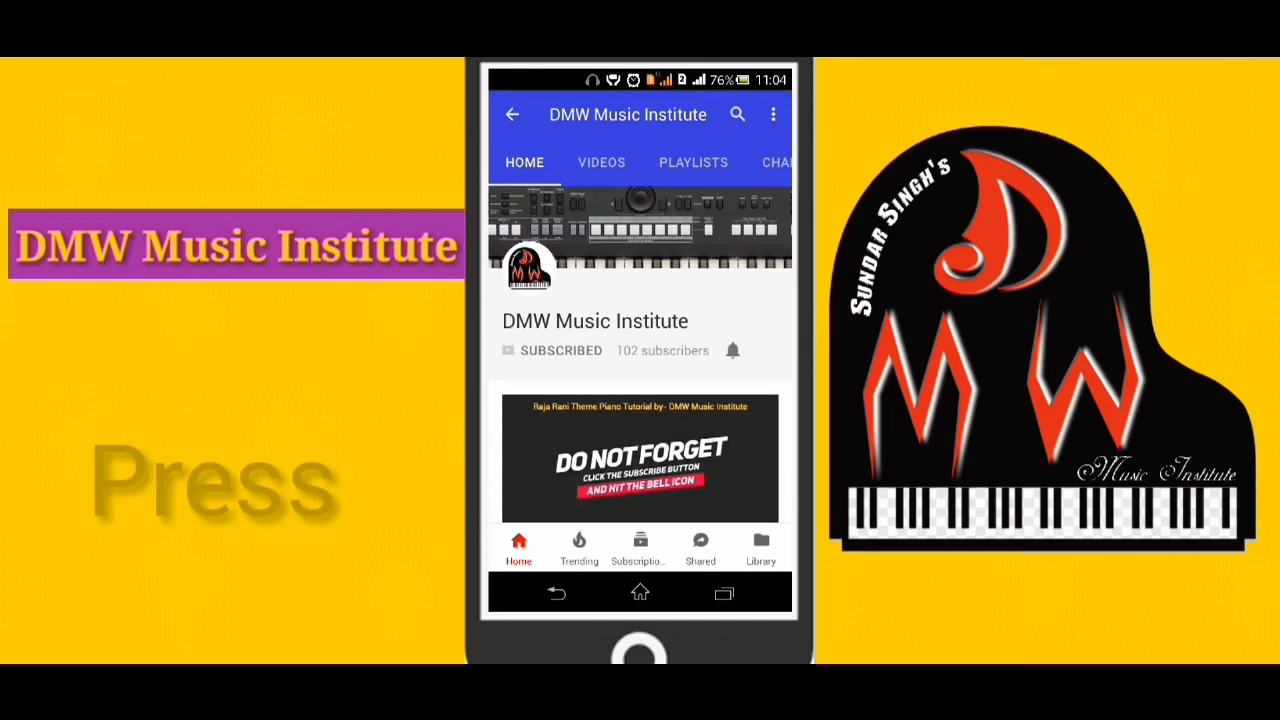 DMW Music Institute
Press
76% 11:04
DMW Music Institute
HOME VIDEOS PLAYLISTS CHA
DMW Music Institute
SUBSCRIBED 102 subscribers
Raja Rani Theme Piano Tutorial by- DMW Music Institute
DO NOT FORGET
CLICK THE SUBSCRIBE BUTTON
AND HIT THE BELL ICON
Home Trending Subscriptio... Shared Library
SUNDAR SINGH'S
D
M W
Music Institute